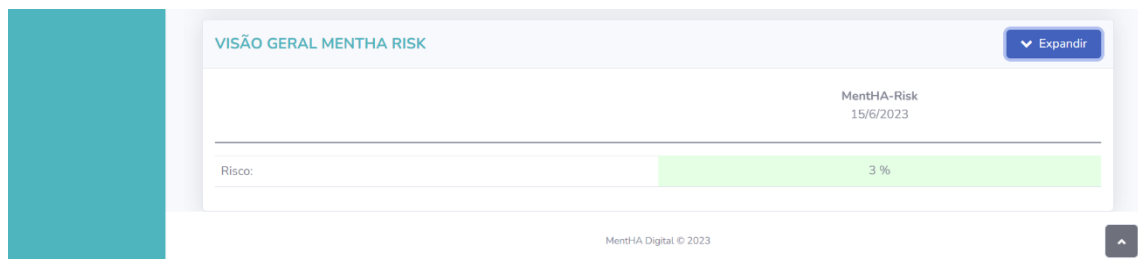 VISÃO GERAL MENTHA RISK
Expandir
MentHA-Risk
15/6/2023
Risco:
3 %
MentHA Digital © 2023